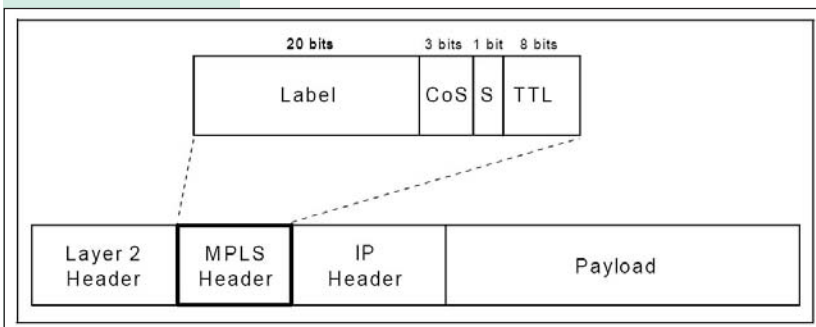 20 bits 3 bits 1 bit 8 bits
Label CoS S TTL
Layer 2 MPLS IP Payload
Header Header Header